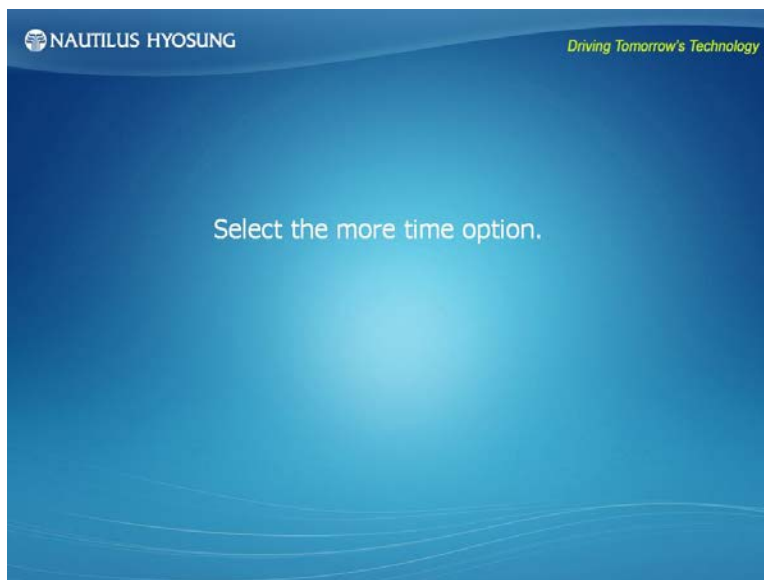 NAUTILUS HYOSUNG
Driving Tomorrow's Technology
Select the more time option.